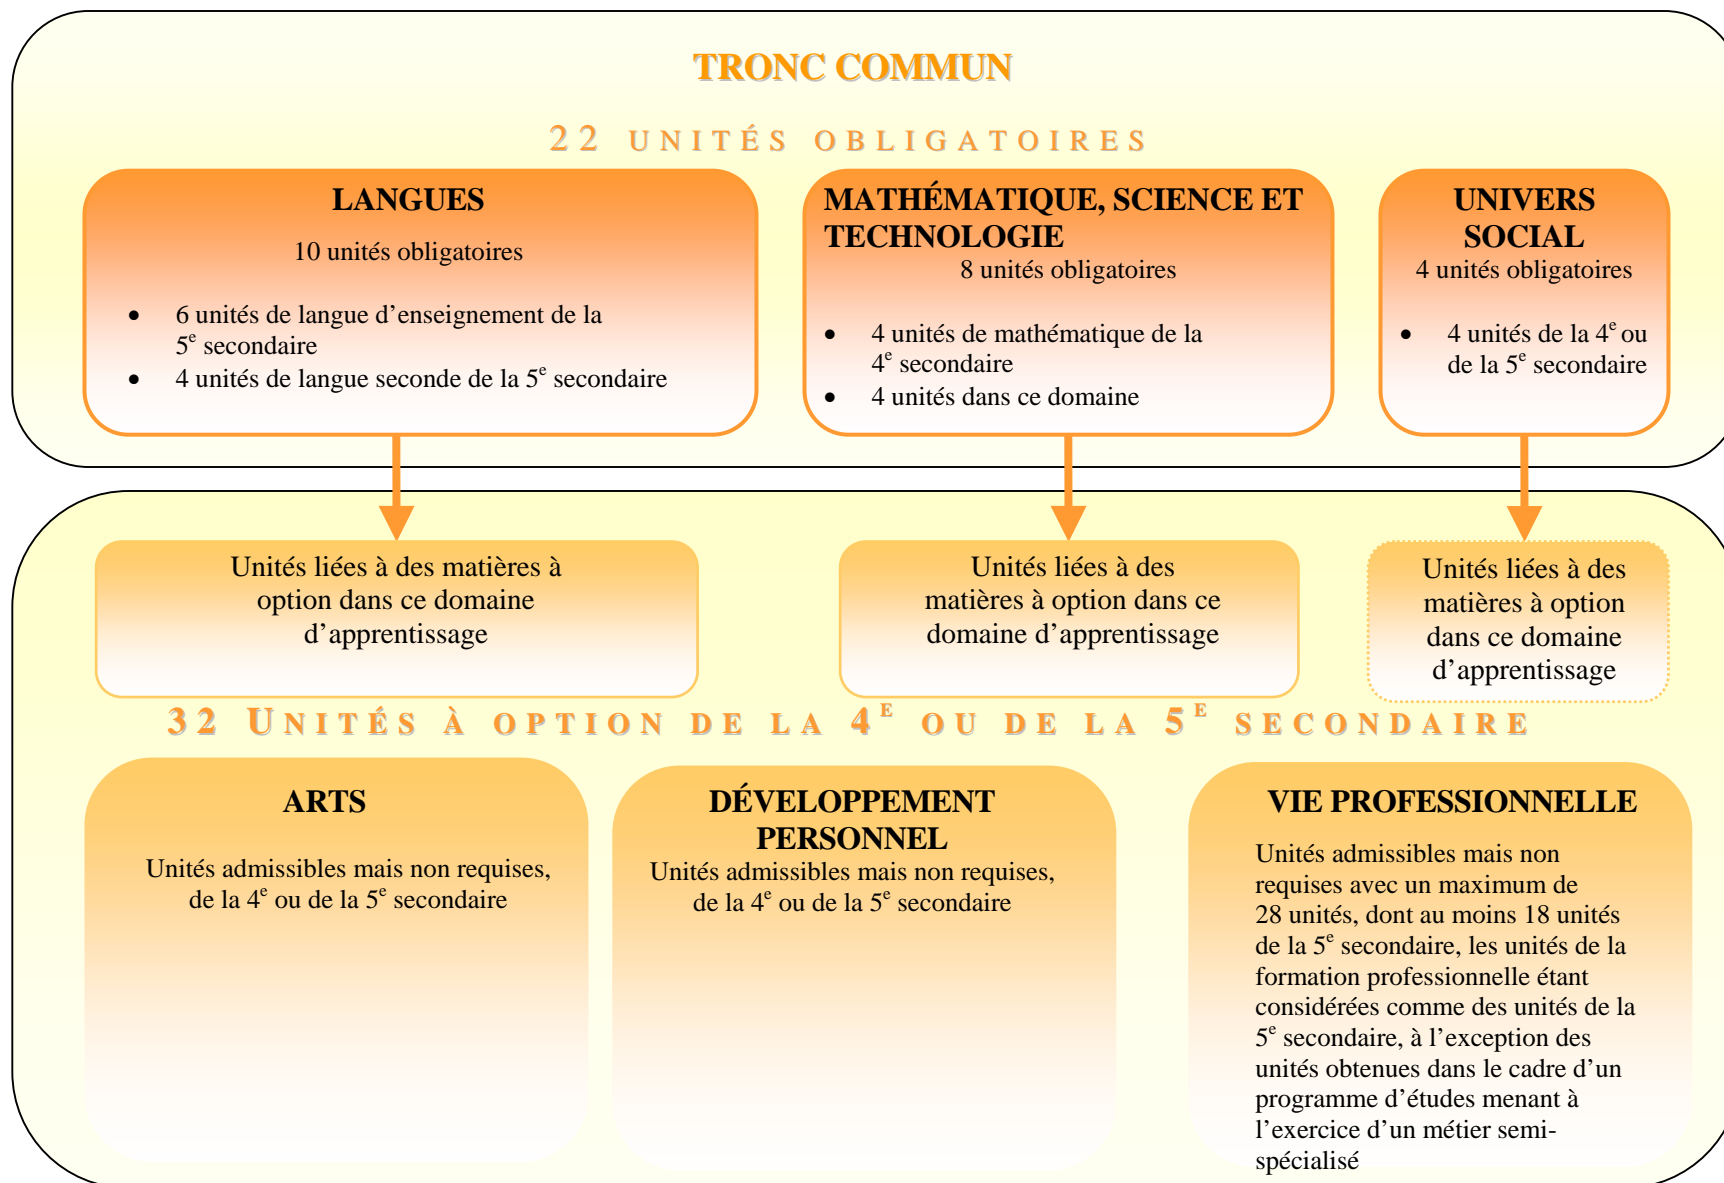 TRONC COMMUN
22 UNITÉS OBLIGATOIRES
LANGUES
10 unités obligatoires
• 6 unités de langue d’enseignement de la
5e secondaire
• 4 unités de langue seconde de la 5e secondaire
MATHÉMATIQUE, SCIENCE ET
TECHNOLOGIE
8 unités obligatoires
• 4 unités de mathématique de la
4e secondaire
• 4 unités dans ce domaine
UNIVERS
SOCIAL
4 unités obligatoires
• 4 unités de la 4e ou
de la 5e secondaire
Unités liées à des matières à
option dans ce domaine
d’apprentissage
Unités liées à des
matières à option dans ce
domaine d’apprentissage
Unités liées à des
matières à option
dans ce domaine
d’apprentissage
32 UNITÉS À OPTION DE LA 4E OU DE LA 5E SECONDAIRE
ARTS
Unités admissibles mais non requises,
de la 4e ou de la 5e secondaire
DÉVELOPPEMENT
PERSONNEL
Unités admissibles mais non requises,
de la 4e ou de la 5e secondaire
VIE PROFESSIONNELLE
Unités admissibles mais non
requises avec un maximum de
28 unités, dont au moins 18 unités
de la 5e secondaire, les unités de la
formation professionnelle étant
considérées comme des unités de la
5e secondaire, à l’exception des
unités obtenues dans le cadre d’un
programme d’études menant à
l’exercice d’un métier semi-
spécialisé